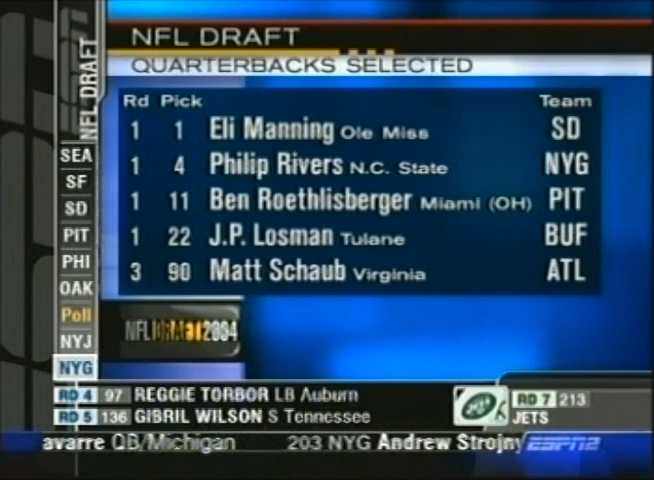 NFL DRAFT
QUARTERBACKS SELECTED
Rd Pick Team
1 1 Eli Manning Ole Miss SD
1 4 Philip Rivers N.C. State NYG
1 11 Ben Roethlisberger Miami (OH) PIT
1 22 J.P. Losman Tulane BUF
3 90 Matt Schaub Virginia ATL
NFL DRAFT
SEA
SF
SD
PIT
PHI
OAK
Poll
NYJ
NYG
NFLDRAFT2004
RD 4 97 REGGIE TORBOR LB Auburn
RD 5 136 GIBRIL WILSON S Tennessee
RD 7 213
JETS
avarre QB/Michigan 203 NYG Andrew Strojny
ESPN2